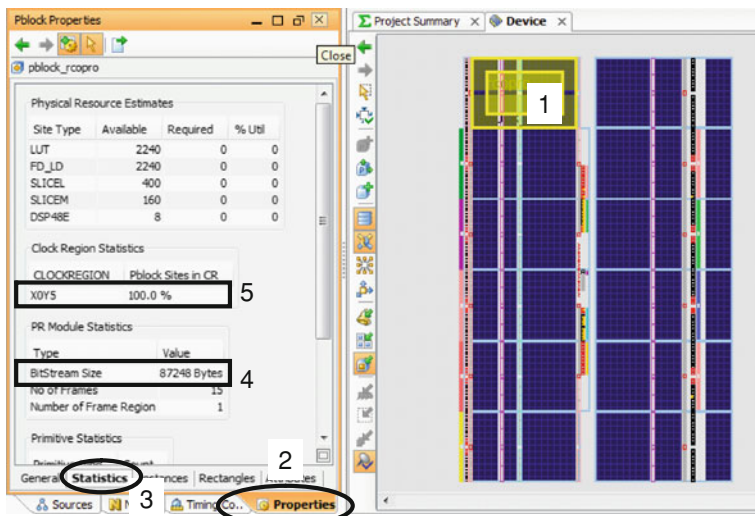 Pblock Properties
Close
pblock_rcopro
Physical Resource Estimates
Site Type Available Required % Util
LUT 2240 0 0
FD_LD 2240 0 0
SLICEL 400 0 0
SLICEM 160 0 0
DSP48E 8 0 0
Clock Region Statistics
CLOCKREGION Pblock Sites in CR
X0Y5 100.0 %
5
PR Module Statistics
Type Value
BitStream Size 87248 Bytes
4
No of Frames 15
Number of Frame Region 1
Primitive Statistics
2
General Statistics Rectangles
3
Sources Timing Co.. Properties
Project Summary Device
1